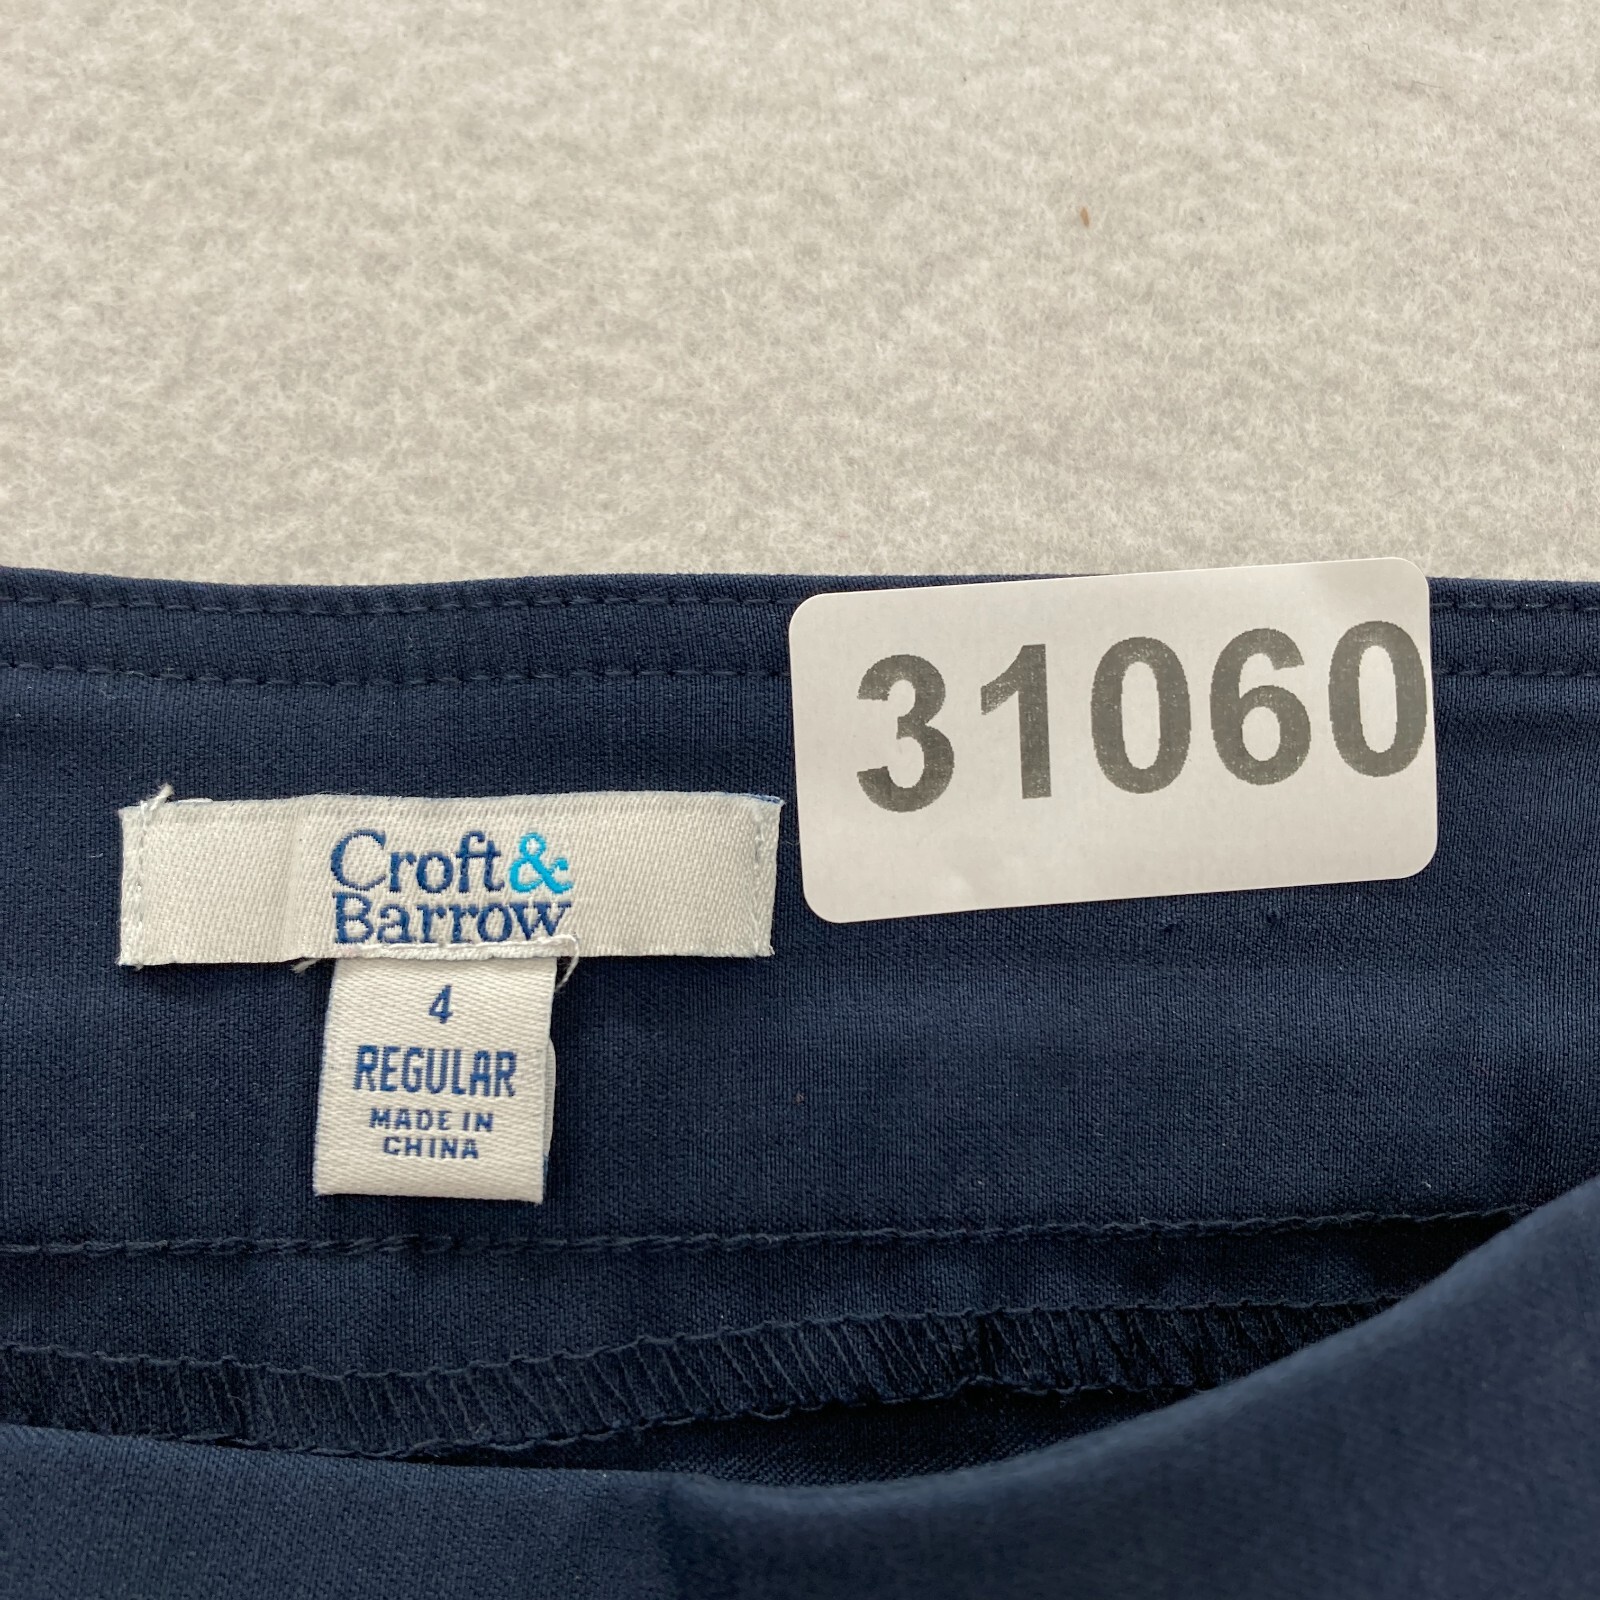 31060
Croft&
Barrow
4
REGULAR
MADE IN
CHINA